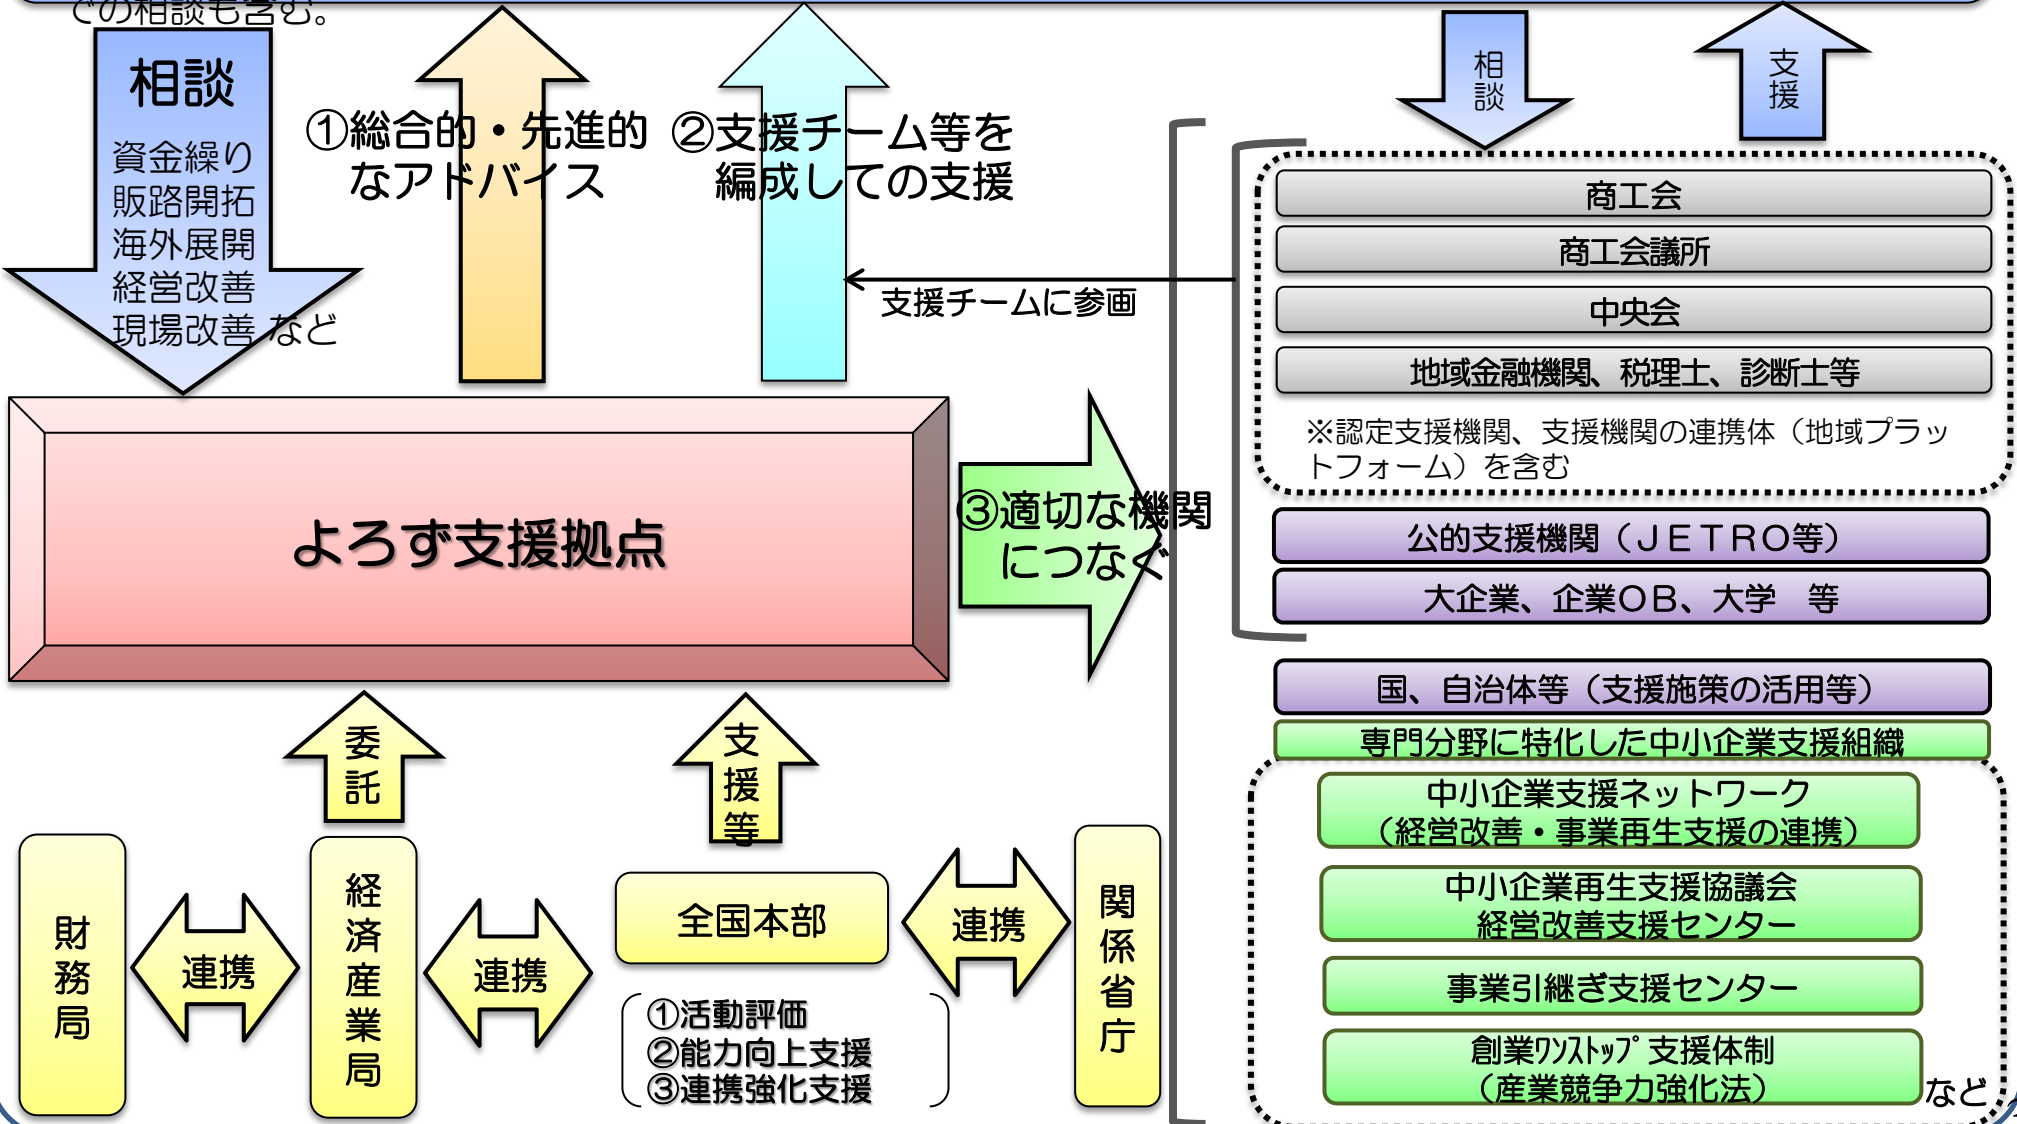 での相談も含む。
相談
資金繰り
販路開拓
海外展開
経営改善
現場改善 など
①総合的・先進的
なアドバイス
②支援チーム等を
編成しての支援
相談
支援
支援チームに参画
商工会
商工会議所
中央会
地域金融機関、税理士、診断士等
※認定支援機関、支援機関の連携体（地域プラッ
トフォーム）を含む
よろず支援拠点
③適切な機関
につなぐ
公的支援機関（ＪＥＴＲＯ等）
大企業、企業ＯＢ、大学　等
国、自治体等（支援施策の活用等）
専門分野に特化した中小企業支援組織
中小企業支援ネットワーク
（経営改善・事業再生支援の連携）
中小企業再生支援協議会
経営改善支援センター
事業引継ぎ支援センター
創業ﾜﾝｽﾄｯﾌﾟ支援体制
（産業競争力強化法）
など
委託
支援等
財務局
連携
経済産業局
連携
全国本部
連携
関係省庁
①活動評価
②能力向上支援
③連携強化支援